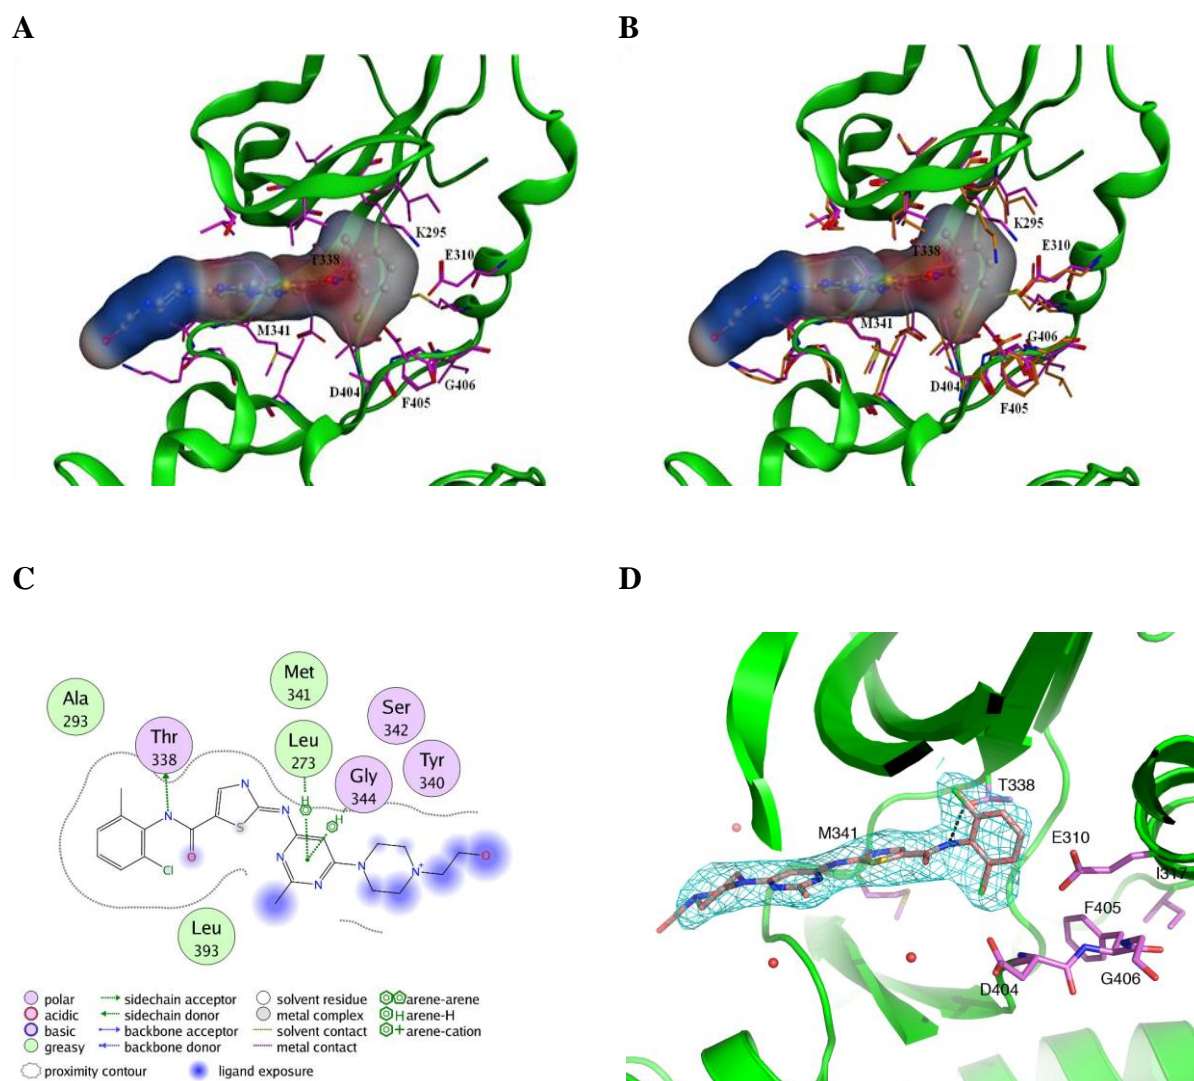 A
B
K295
T338
E310
M341
D404
G406
F405
K295
T338
E310
M341
G406
D404
F405
C
D
Met
341
Ala
293
Ser
342
Thr
338
Leu
273
Tyr
340
Gly
344
H
H
N
N
N
S
O
Cl
N
N
N
N
N
+
O
Leu
393
polar
acidic
basic
greasy
proximity contour
sidechain acceptor
sidechain donor
backbone acceptor
backbone donor
ligand exposure
solvent residue
metal complex
solvent contact
metal contact
arene-arene
H arene-H
+ arene-cation
T338
M341
E310
I317
F405
G406
D404